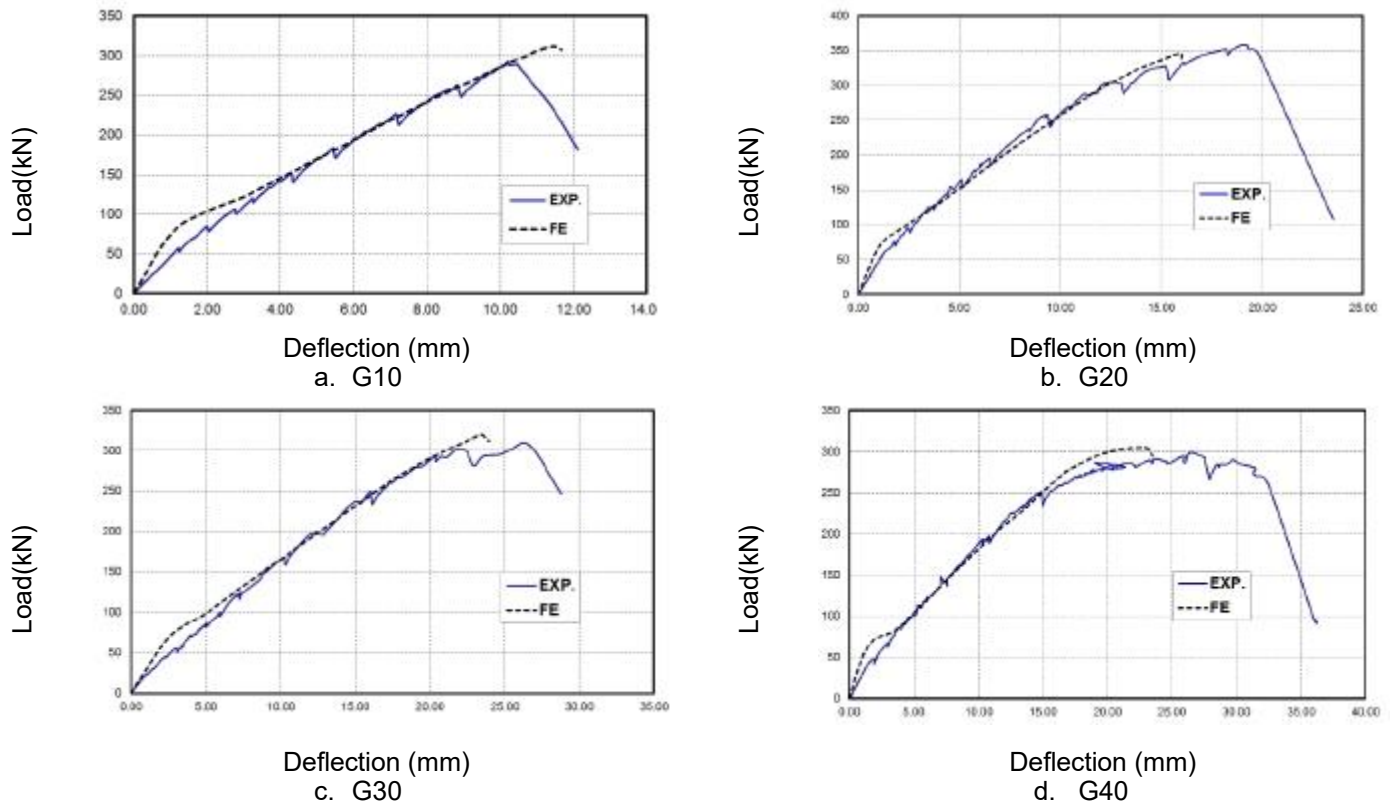 350
300
250
200
150
100
50
0
Load(kN)
EXP.
FE
0.00 2.00 4.00 6.00 8.00 10.00 12.00 14.0
Deflection (mm)
a. G10
400
350
300
250
200
150
100
50
0
Load(kN)
EXP.
FE
0.00 5.00 10.00 15.00 20.00 25.00
Deflection (mm)
b. G20
350
300
250
200
150
100
50
0
Load(kN)
EXP.
FE
0.00 5.00 10.00 15.00 20.00 25.00 30.00 35.00
Deflection (mm)
c. G30
350
300
250
200
150
100
50
0
Load(kN)
EXP.
FE
0.00 5.00 10.00 15.00 20.00 25.00 30.00 35.00 40.00
Deflection (mm)
d. G40